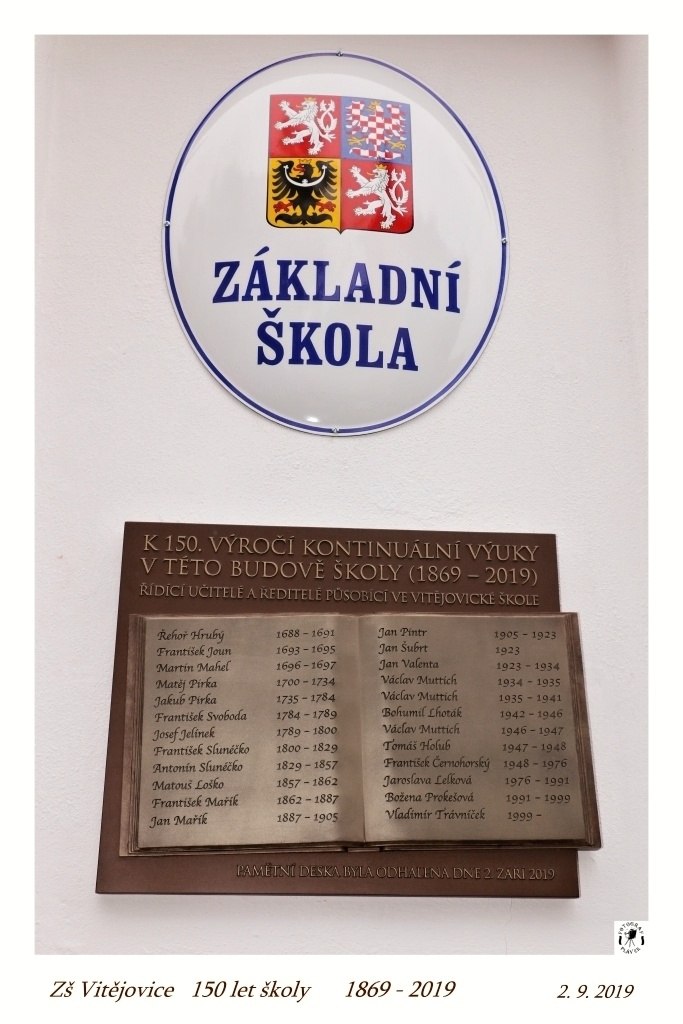 ZÁKLADNÍ
ŠKOLA
K 150. VÝROČÍ KONTINUÁLNÍ VÝUKY
V TÉTO BUDOVĚ ŠKOLY (1869 – 2019)
ŘÍDÍCÍ UČITELÉ A ŘEDITELÉ PŮSOBÍCÍ VE VITĚJOVICKÉ ŠKOLE
Řehoř Hrubý 1688 – 1691
František Joun 1693 – 1695
Martin Mahel 1696 – 1697
Matěj Pirka 1700 – 1734
Jakub Pirka 1735 – 1784
František Svoboda 1784 – 1789
Josef Jelínek 1789 – 1800
František Slunéčko 1800 – 1829
Antonín Slunéčko 1829 – 1857
Matouš Loško 1857 – 1862
František Mařík 1862 – 1887
Jan Mařík 1887 – 1905
Jan Pintr 1905 – 1923
Jan Šubrt 1923
Jan Valenta 1923 – 1934
Václav Muttich 1934 – 1935
Václav Muttich 1935 – 1941
Bohumil Lhoták 1942 – 1946
Václav Muttich 1946 – 1947
Tomáš Holub 1947 – 1948
František Černohorský 1948 – 1976
Jaroslava Lelková 1976 – 1991
Božena Prokešová 1991 – 1999
Vladimír Trávníček 1999 –
PAMĚTNÍ DESKA BYLA ODHALENA DNE 2. ZÁŘÍ 2019
FOTOGRAF
PLAVEC
Zš Vitějovice 150 let školy 1869 - 2019 2. 9. 2019